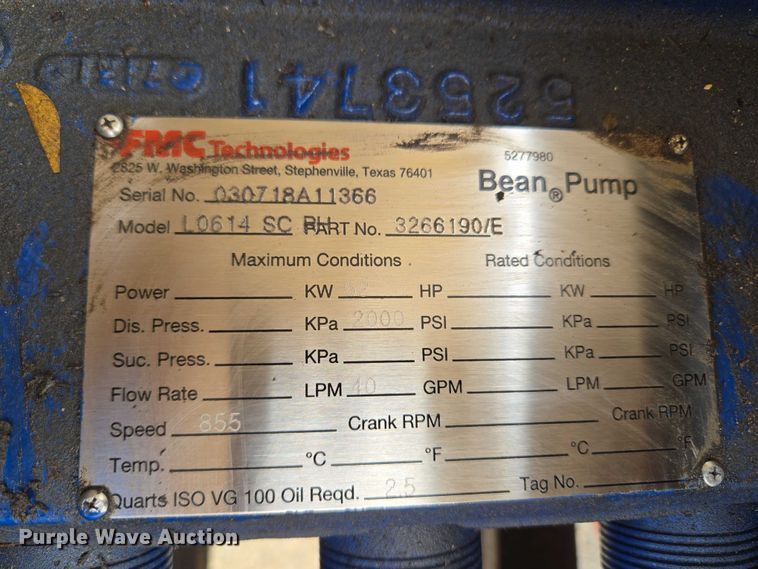 5253741
FMC Technologies
2825 W. Washington Street, Stephenville, Texas 76401
5277980
Bean® Pump
Serial No. 030718A11366
Model L0614 SC PART No. 3266190/E
Maximum Conditions Rated Conditions
Power KW HP KW HP
Dis. Press. KPa 2000 PSI KPa PSI
Suc. Press. KPa PSI KPa PSI
Flow Rate LPM 40 GPM LPM GPM
Speed 855 Crank RPM Crank RPM
Temp. °C °F °C °F
Quarts ISO VG 100 Oil Reqd. 2.5 Tag No.
Purple Wave Auction